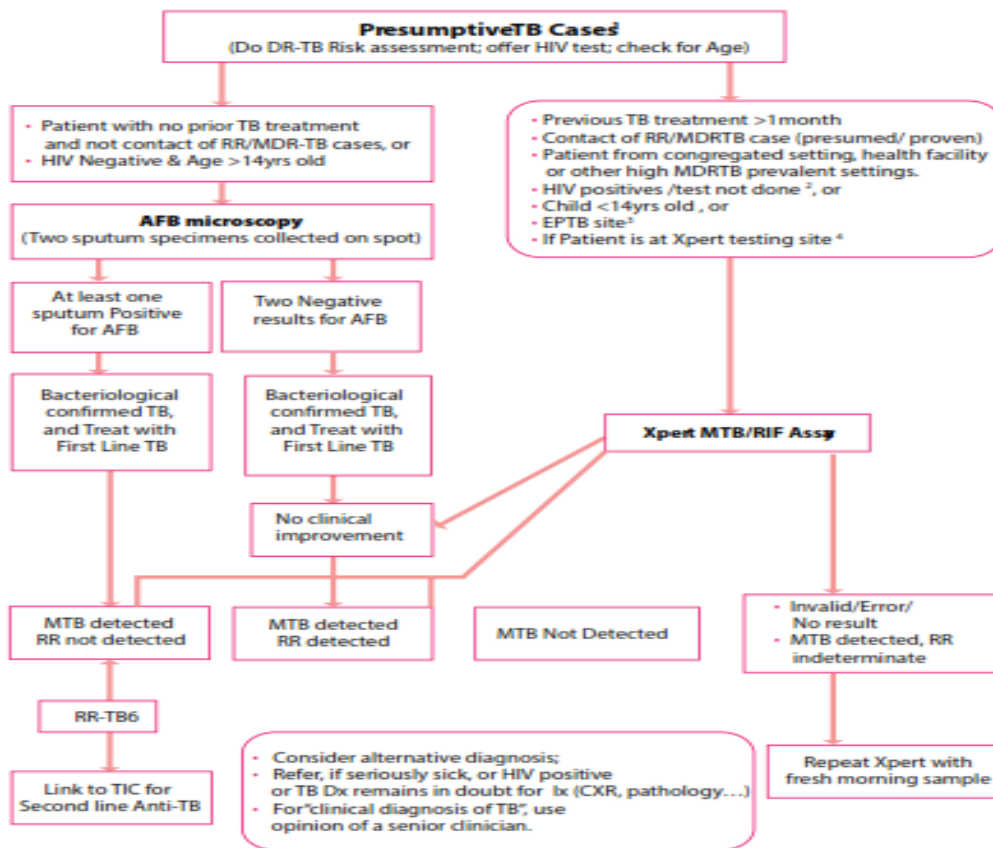 PresumptiveTB Cases²
(Do DR-TB Risk assessment; offer HIV test; check for Age)
• Patient with no prior TB treatment
and not contact of RR/MDR-TB cases, or
• HIV Negative & Age >14yrs old
• Previous TB treatment >1month
• Contact of RR/MDRTB case (presumed/ proven)
• Patient from congregated setting, health facility
or other high MDRTB prevalent settings.
• HIV positives /test not done ², or
• Child <14yrs old , or
• EPTB site³
• If Patient is at Xpert testing site ⁴
AFB microscopy
(Two sputum specimens collected on spot)
At least one
sputum Positive
for AFB
Two Negative
results for AFB
Bacteriological
confirmed TB,
and Treat with
First Line TB
Bacteriological
confirmed TB,
and Treat with
First Line TB
Xpert MTB/RIF Assay
No clinical
improvement
MTB detected
RR not detected
MTB detected
RR detected
MTB Not Detected
• Invalid/Error/
No result
• MTB detected, RR
indeterminate
RR-TB6
Link to TIC for
Second line Anti-TB
• Consider alternative diagnosis;
• Refer, if seriously sick, or HIV positive
or TB Dx remains in doubt for Ix (CXR, pathology...)
• For"clinical diagnosis of TB", use
opinion of a senior clinician.
Repeat Xpert with
fresh morning sample